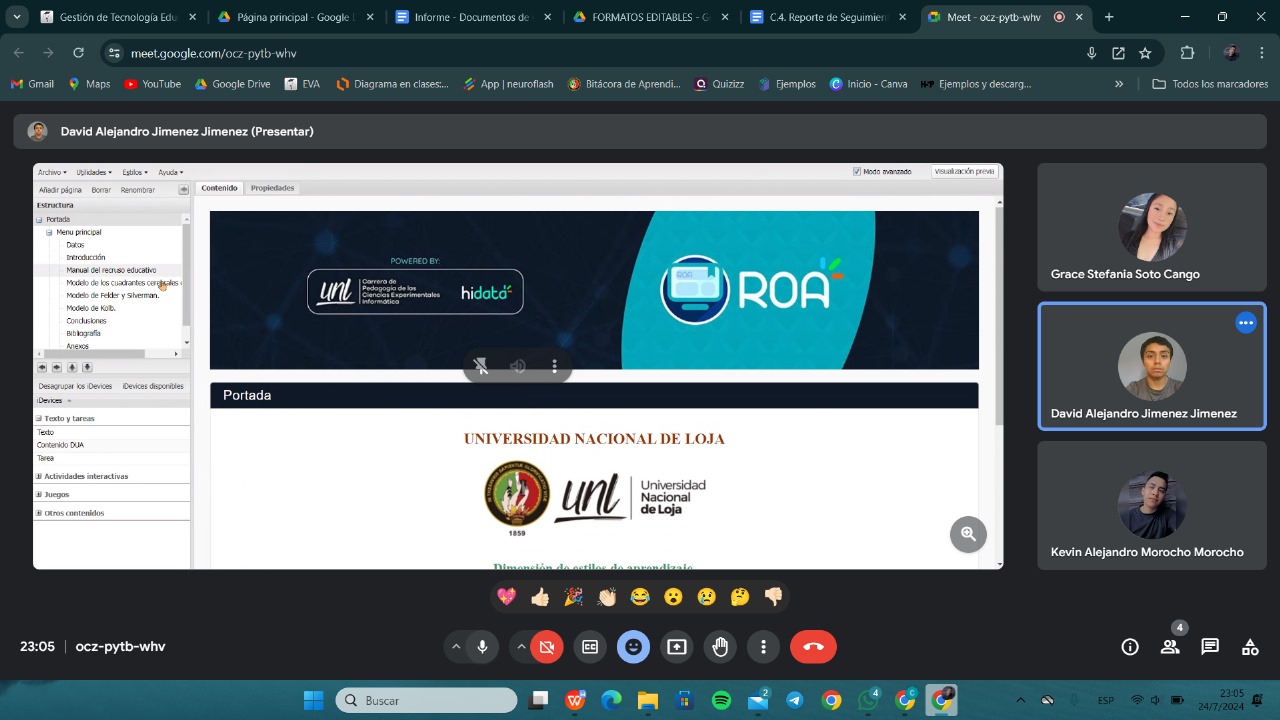 Gestión de Tecnología Edu
Página principal - Google
Informe - Documentos de
FORMATOS EDITABLES - G
C.4. Reporte de Seguimien
Meet - ocz-pytb-whv
meet.google.com/ocz-pytb-whv
Gmail
Maps
YouTube
Google Drive
EVA
Diagrama en clases:...
App | neuroflash
Bitácora de Aprendi...
Quizizz
Ejemplos
Inicio - Canva
Ejemplos y descarg...
Todos los marcadores
David Alejandro Jimenez Jimenez (Presentar)
Archivo Utilidades Estilos Ayuda
Modo avanzado
Visualización previa
Añadir página Borrar Renombrar
Contenido Propiedades
Estructura
Portada
Menu principal
Datos
Introducción
Manual del recruso educativo
Modelo de los cuadrantes cerebrales
Modelo de Felder y Silverman.
Modelo de Kolb.
Conclusiones
Bibliografía
Anexos
Desagrupar los iDevices iDevices disponibles
iDevices
Texto y tareas
Texto
Contenido DUA
Tarea
Actividades interactivas
Juegos
Otros contenidos
POWERED BY:
unl
Carrera de
Pedagogía de las
Ciencias Experimentales
Informática
hidata
ROA
ROA
Portada
UNIVERSIDAD NACIONAL DE LOJA
unl
Universidad
Nacional
de Loja
1859
Dimensión de estilos de aprendizaje
Grace Stefania Soto Cango
David Alejandro Jimenez Jimenez
Kevin Alejandro Morocho Morocho
23:05 | ocz-pytb-whv
4
Buscar
2
4
ESP
23:05
24/7/2024